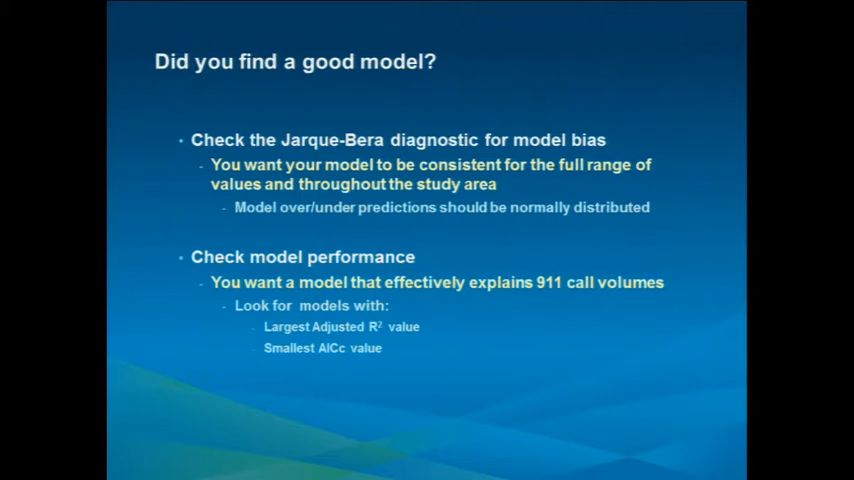 Did you find a good model?
• Check the Jarque-Bera diagnostic for model bias
- You want your model to be consistent for the full range of
values and throughout the study area
- Model over/under predictions should be normally distributed
• Check model performance
- You want a model that effectively explains 911 call volumes
- Look for models with:
- Largest Adjusted R² value
- Smallest AICc value